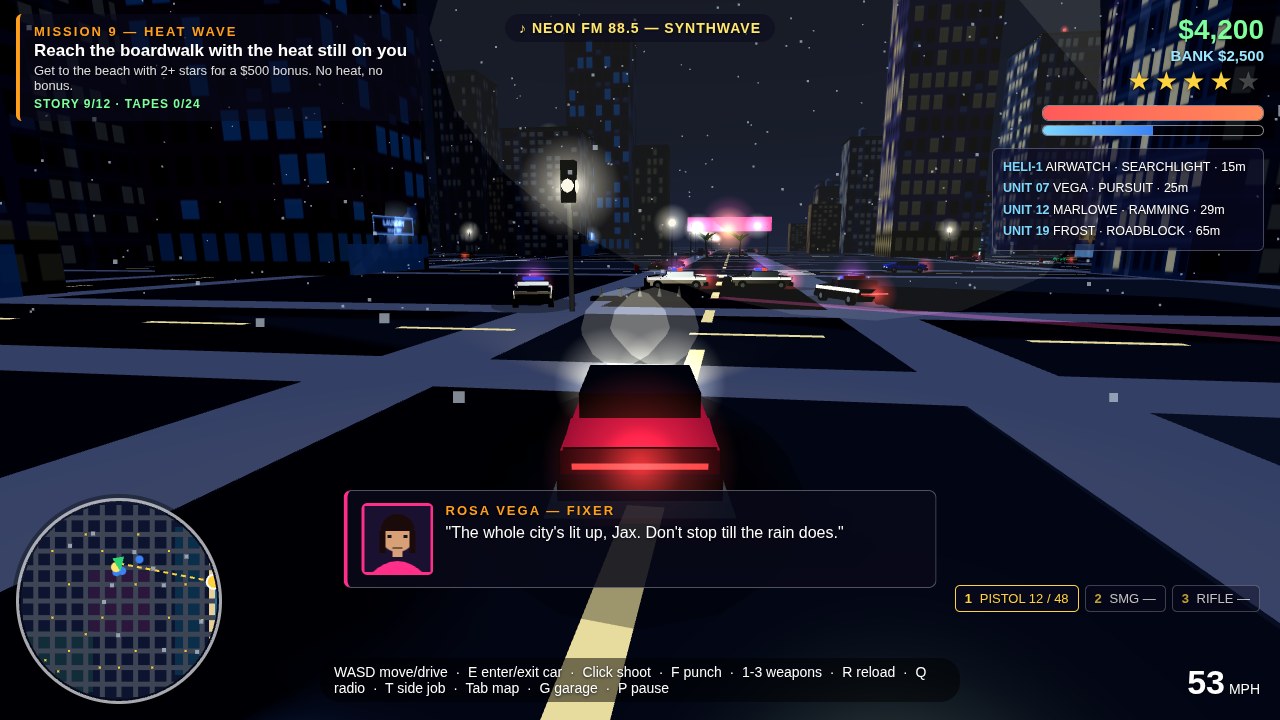 MISSION 9 — HEAT WAVE
Reach the boardwalk with the heat still on you
Get to the beach with 2+ stars for a $500 bonus. No heat, no
bonus.
STORY 9/12 · TAPES 0/24
♪ NEON FM 88.5 — SYNTHWAVE
$4,200
BANK $2,500
HELI-1 AIRWATCH · SEARCHLIGHT · 15m
UNIT 07 VEGA · PURSUIT · 25m
UNIT 12 MARLOWE · RAMMING · 29m
UNIT 19 FROST · ROADBLOCK · 65m
ROSA VEGA — FIXER
"The whole city's lit up, Jax. Don't stop till the rain does."
1 PISTOL 12 / 48
2 SMG —
3 RIFLE —
WASD move/drive · E enter/exit car · Click shoot · F punch · 1-3 weapons · R reload · Q
radio · T side job · Tab map · G garage · P pause
53 MPH